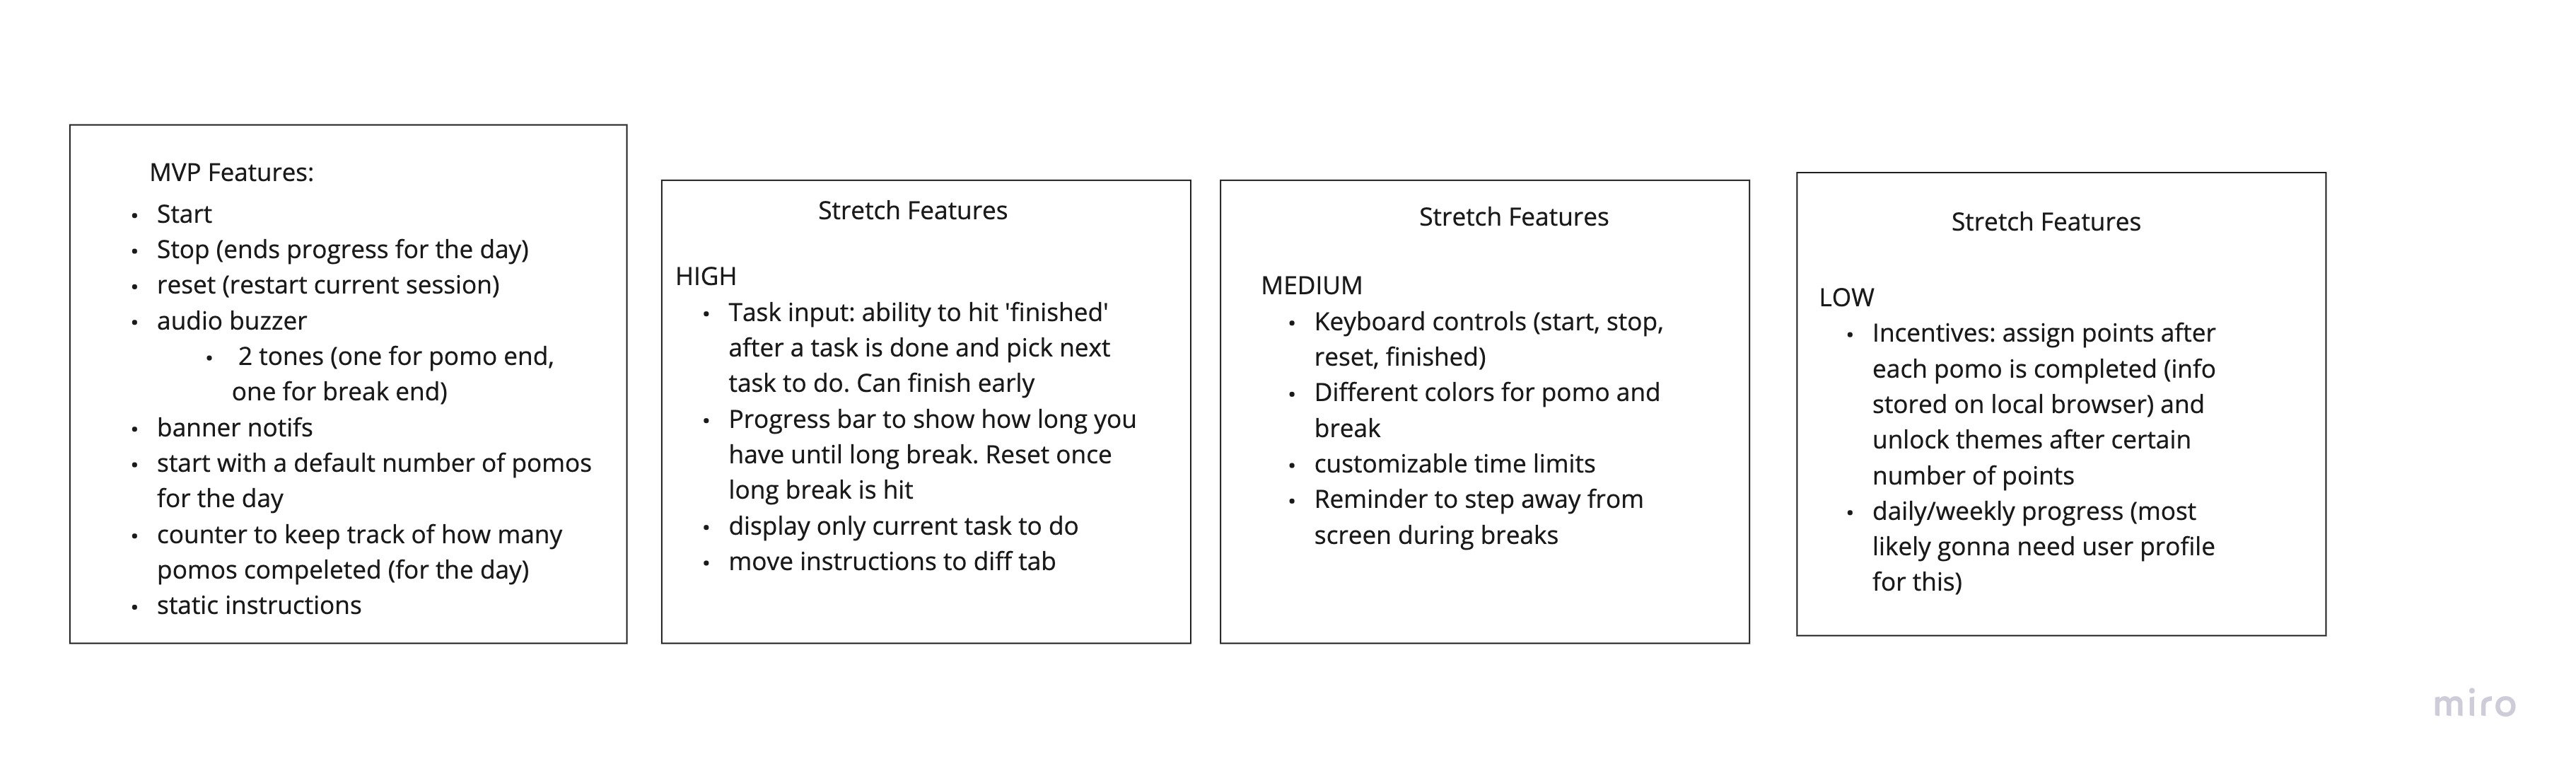 MVP Features:
• Start
• Stop (ends progress for the day)
• reset (restart current session)
• audio buzzer
• 2 tones (one for pomo end,
one for break end)
• banner notifs
• start with a default number of pomos
for the day
• counter to keep track of how many
pomos compeleted (for the day)
• static instructions
Stretch Features
HIGH
• Task input: ability to hit 'finished'
after a task is done and pick next
task to do. Can finish early
• Progress bar to show how long you
have until long break. Reset once
long break is hit
• display only current task to do
• move instructions to diff tab
Stretch Features
MEDIUM
• Keyboard controls (start, stop,
reset, finished)
• Different colors for pomo and
break
• customizable time limits
• Reminder to step away from
screen during breaks
Stretch Features
LOW
• Incentives: assign points after
each pomo is completed (info
stored on local browser) and
unlock themes after certain
number of points
• daily/weekly progress (most
likely gonna need user profile
for this)
miro